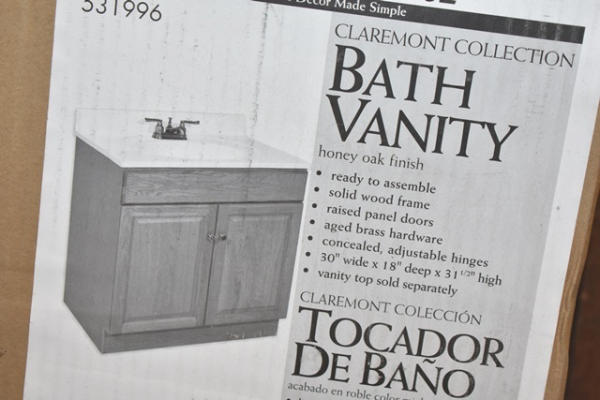 531996
Decor Made Simple
CLAREMONT COLLECTION
BATH
VANITY
honey oak finish
• ready to assemble
• solid wood frame
• raised panel doors
• aged brass hardware
• concealed, adjustable hinges
• 30" wide x 18" deep x 31 1/2" high
• vanity top sold separately
CLAREMONT COLECCIÓN
TOCADOR
DE BAÑO
acabado en roble color